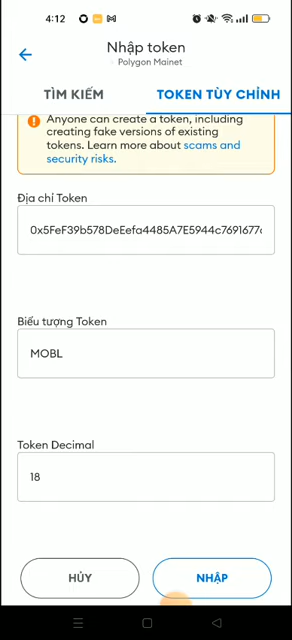 4:12
Nhập token
Polygon Mainet
TÌM KIẾM
TOKEN TÙY CHỈNH
Anyone can create a token, including
creating fake versions of existing
tokens. Learn more about scams and
security risks.
Địa chỉ Token
0x5FeF39b578DeEefa4485A7E5944c7691677
Biểu tượng Token
MOBL
Token Decimal
18
HỦY
NHẬP